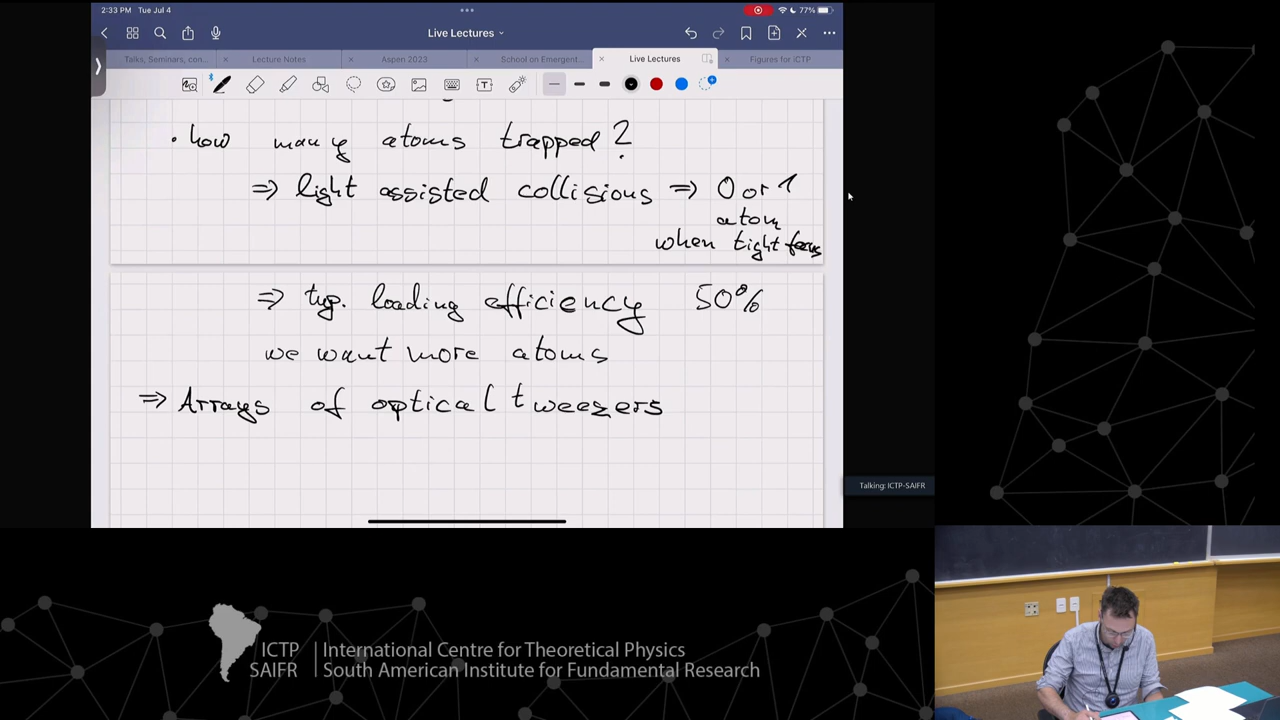 2:33 PM Tue Jul 4
77%
Live Lectures
Talks, Seminars, con...
Lecture Notes
Aspen 2023
School on Emergent...
Live Lectures
Figures for ICTP
· how many atoms trapped?
⇒ light assisted collisions ⇒ 0 or 1
atom
when tight focus
⇒ typ. loading efficiency 50%
we want more atoms
⇒ Arrays of optical tweezers
Talking: ICTP-SAIFR
ICTP
SAIFR
International Centre for Theoretical Physics
South American Institute for Fundamental Research